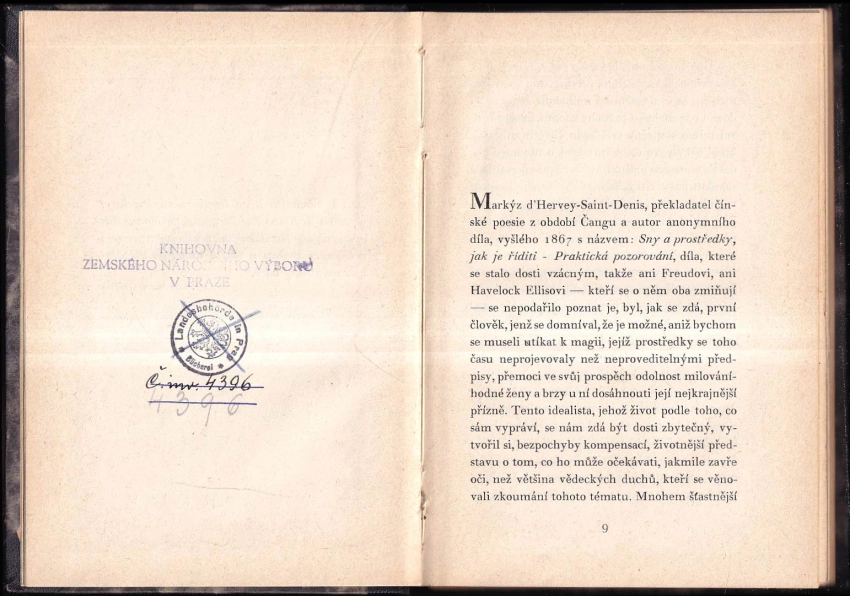 KNIHOVNA
ZEMSKÉHO NÁRODNÍHO VÝBORU
V PRAZE
Landesbehörde in Prag
Bücherei
Č. inv. 4396
4396
Markýz d'Hervey-Saint-Denis, překladatel čín-
ské poesie z období Čangu a autor anonymního
díla, vyšlého 1867 s názvem: Sny a prostředky,
jak je říditi - Praktická pozorování, díla, které
se stalo dosti vzácným, takže ani Freudovi, ani
Havelock Ellisovi — kteří se o něm oba zmiňují
— se nepodařilo poznat je, byl, jak se zdá, první
člověk, jenž se domníval, že je možné, aniž bychom
se museli utíkat k magii, jejíž prostředky se toho
času neprojevovaly než neproveditelnými před-
pisy, přemoci ve svůj prospěch odolnost milování-
hodné ženy a brzy u ní dosáhnouti její nejkrajnější
přízně. Tento idealista, jehož život podle toho, co
sám vypráví, se nám zdá být dosti zbytečný, vy-
tvořil si, bezpochyby kompensací, životnější před-
stavu o tom, co ho může očekávati, jakmile zavře
oči, než většina vědeckých duchů, kteří se věno-
vali zkoumání tohoto tématu. Mnohem šťastnější
9